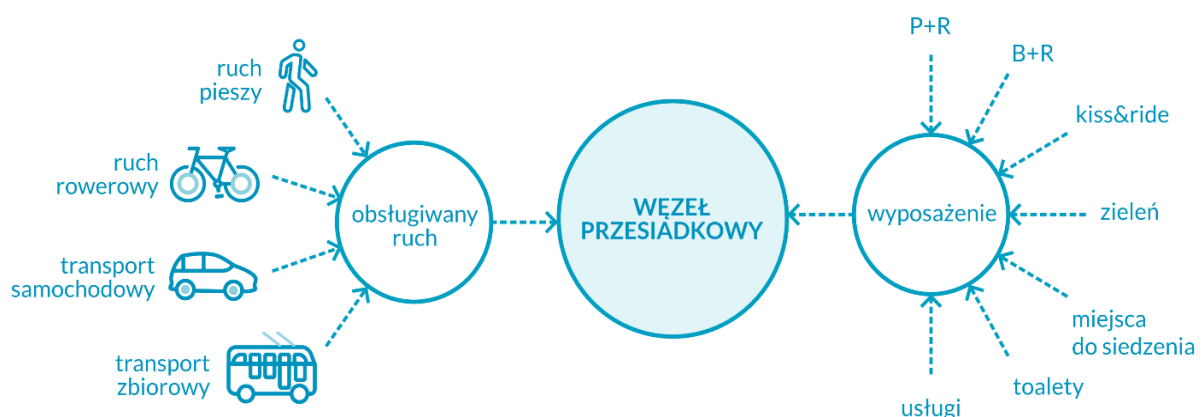 ruch
pieszy
ruch
rowerowy
transport
samochodowy
transport
zbiorowy
obsługiwany
ruch
WĘZEŁ
PRZESIADKOWY
wyposażenie
P+R
B+R
kiss&ride
zieleń
miejsca
do siedzenia
toalety
usługi